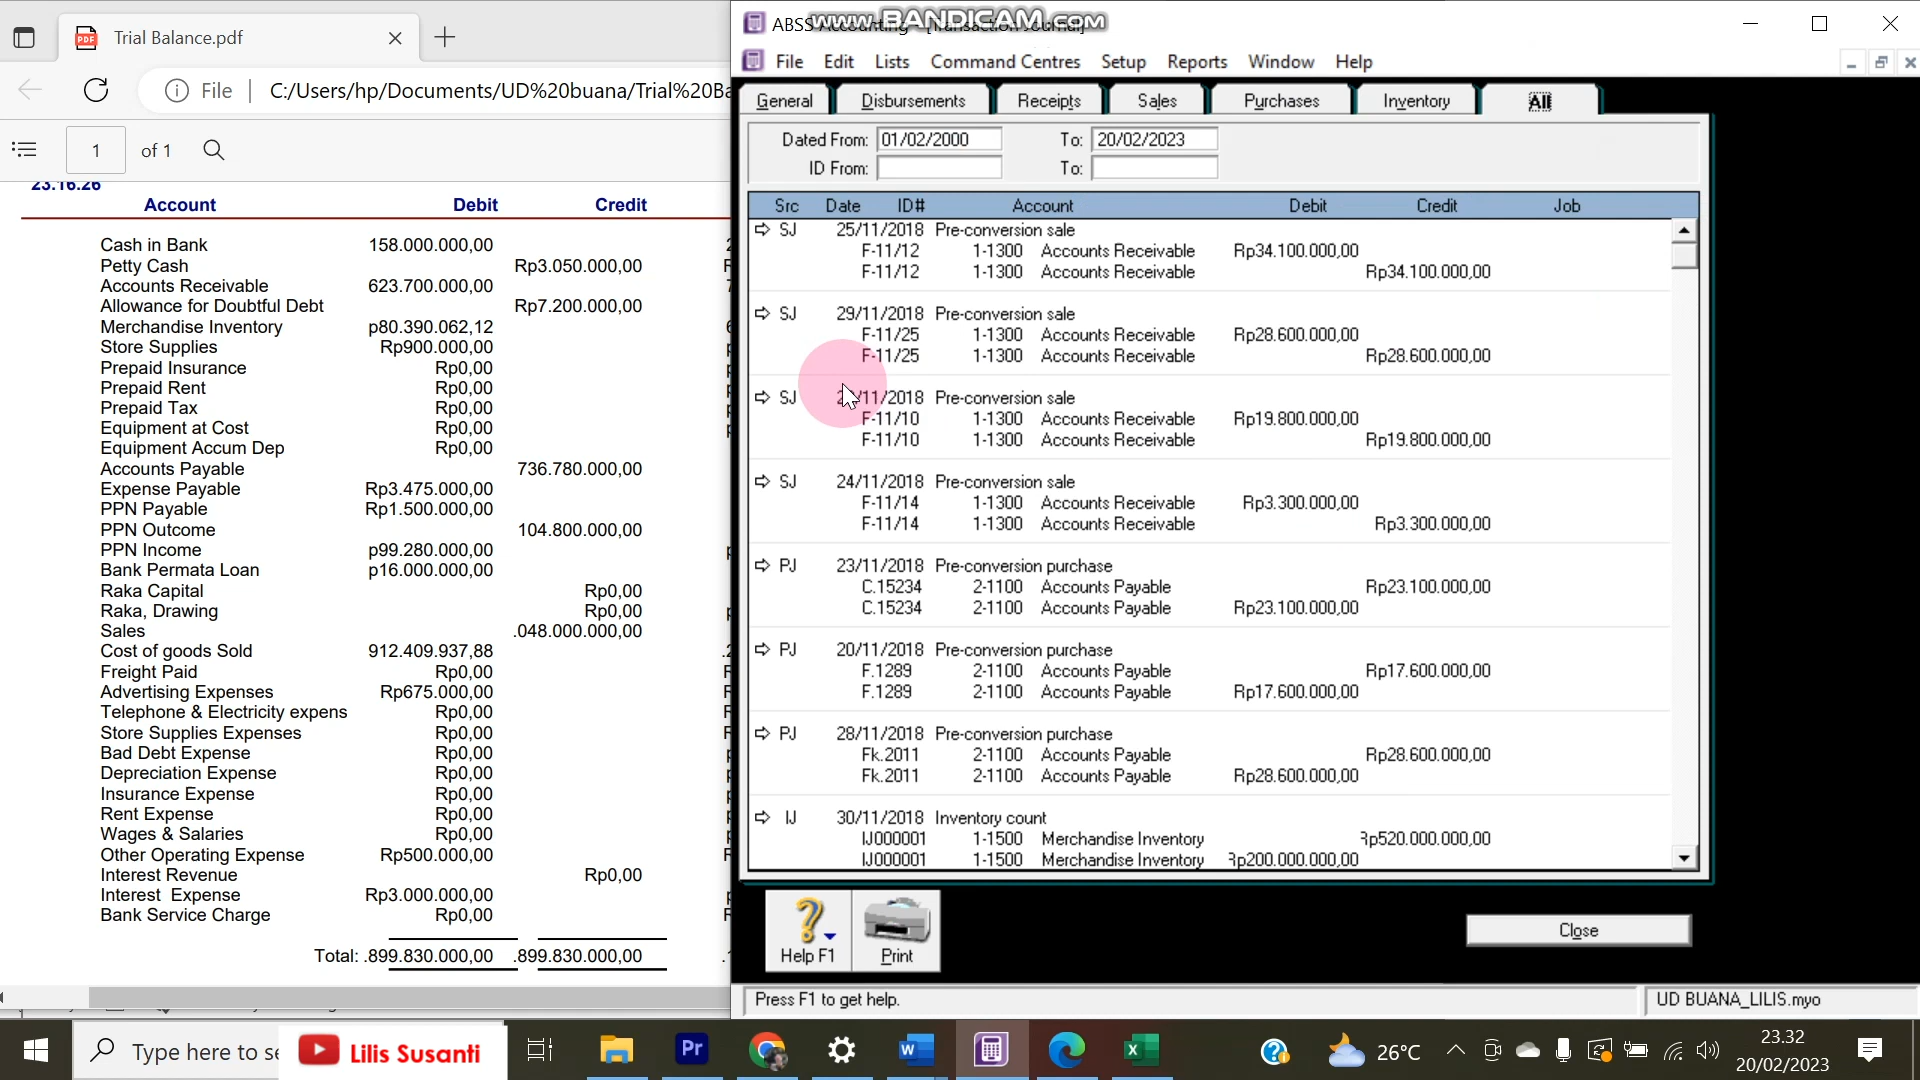 Trial Balance.pdf
File
C:/Users/hp/Documents/UD%20buana/Trial%20Ba
1 of 1
23.16.26
Account Debit Credit
Cash in Bank 158.000.000,00
Petty Cash Rp3.050.000,00
Accounts Receivable 623.700.000,00
Allowance for Doubtful Debt Rp7.200.000,00
Merchandise Inventory p80.390.062,12
Store Supplies Rp900.000,00
Prepaid Insurance Rp0,00
Prepaid Rent Rp0,00
Prepaid Tax Rp0,00
Equipment at Cost Rp0,00
Equipment Accum Dep Rp0,00
Accounts Payable 736.780.000,00
Expense Payable Rp3.475.000,00
PPN Payable Rp1.500.000,00
PPN Outcome 104.800.000,00
PPN Income p99.280.000,00
Bank Permata Loan p16.000.000,00
Raka Capital Rp0,00
Raka, Drawing Rp0,00
Sales .048.000.000,00
Cost of goods Sold 912.409.937,88
Freight Paid Rp0,00
Advertising Expenses Rp675.000,00
Telephone & Electricity expens Rp0,00
Store Supplies Expenses Rp0,00
Bad Debt Expense Rp0,00
Depreciation Expense Rp0,00
Insurance Expense Rp0,00
Rent Expense Rp0,00
Wages & Salaries Rp0,00
Other Operating Expense Rp500.000,00
Interest Revenue Rp0,00
Interest Expense Rp3.000.000,00
Bank Service Charge Rp0,00
Total: .899.830.000,00 .899.830.000,00
www.BANDICAM.com
ABSS Accounting - [Transaction Journal]
File Edit Lists Command Centres Setup Reports Window Help
General Disbursements Receipts Sales Purchases Inventory All
Dated From: 01/02/2000 To: 20/02/2023
ID From: To:
Src Date ID# Account Debit Credit Job
SJ 25/11/2018 Pre-conversion sale
F-11/12 1-1300 Accounts Receivable Rp34.100.000,00
F-11/12 1-1300 Accounts Receivable Rp34.100.000,00
SJ 29/11/2018 Pre-conversion sale
F-11/25 1-1300 Accounts Receivable Rp28.600.000,00
F-11/25 1-1300 Accounts Receivable Rp28.600.000,00
SJ /11/2018 Pre-conversion sale
F-11/10 1-1300 Accounts Receivable Rp19.800.000,00
F-11/10 1-1300 Accounts Receivable Rp19.800.000,00
SJ 24/11/2018 Pre-conversion sale
F-11/14 1-1300 Accounts Receivable Rp3.300.000,00
F-11/14 1-1300 Accounts Receivable Rp3.300.000,00
PJ 23/11/2018 Pre-conversion purchase
C.15234 2-1100 Accounts Payable Rp23.100.000,00
C.15234 2-1100 Accounts Payable Rp23.100.000,00
PJ 20/11/2018 Pre-conversion purchase
F.1289 2-1100 Accounts Payable Rp17.600.000,00
F.1289 2-1100 Accounts Payable Rp17.600.000,00
PJ 28/11/2018 Pre-conversion purchase
Fk.2011 2-1100 Accounts Payable Rp28.600.000,00
Fk.2011 2-1100 Accounts Payable Rp28.600.000,00
IJ 30/11/2018 Inventory count
IJ000001 1-1500 Merchandise Inventory Rp520.000.000,00
IJ000001 1-1500 Merchandise Inventory Rp200.000.000,00
Help F1
Print
Close
Press F1 to get help.
UD BUANA_LILIS.myo
Type here to se
Lilis Susanti
26°C
23.32
20/02/2023